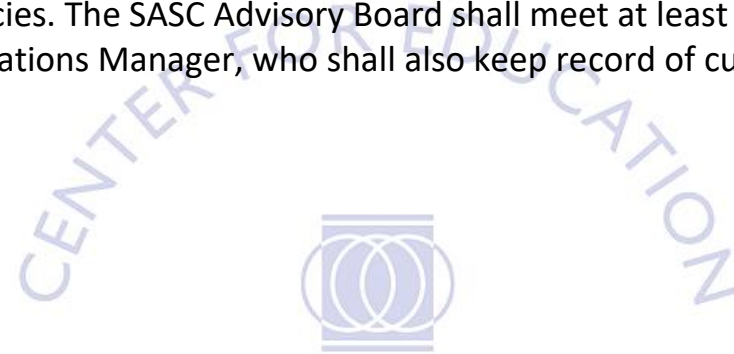 cies. The SASC Advisory Board shall meet at least
ations Manager, who shall also keep record of cu
CENTER FOR EDUCATION